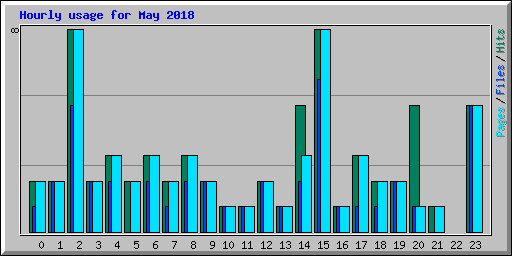 Hourly usage for May 2018
8
Pages / Files / Hits
0 1 2 3 4 5 6 7 8 9 10 11 12 13 14 15 16 17 18 19 20 21 22 23